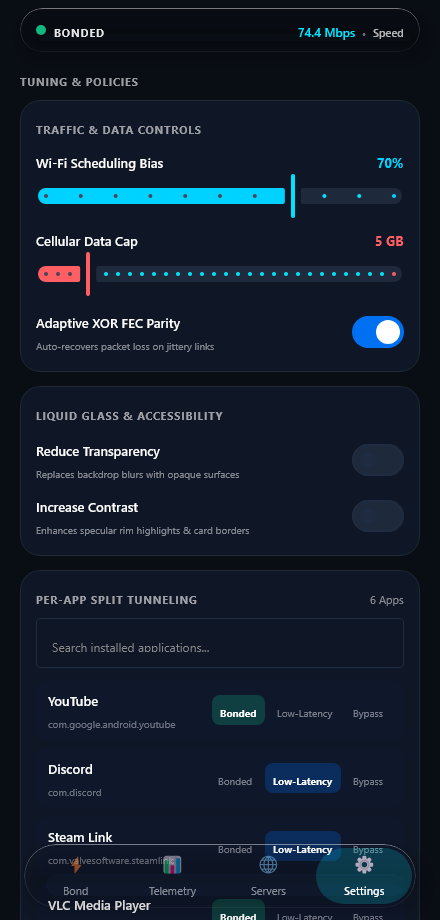 BONDED
74.4 Mbps • Speed
TUNING & POLICIES
TRAFFIC & DATA CONTROLS
Wi-Fi Scheduling Bias
70%
Cellular Data Cap
5 GB
Adaptive XOR FEC Parity
Auto-recovers packet loss on jittery links
LIQUID GLASS & ACCESSIBILITY
Reduce Transparency
Replaces backdrop blurs with opaque surfaces
Increase Contrast
Enhances specular rim highlights & card borders
PER-APP SPLIT TUNNELING
6 Apps
Search installed applications...
YouTube
com.google.android.youtube
Bonded
Low-Latency
Bypass
Discord
com.discord
Bonded
Low-Latency
Bypass
Steam Link
com.valvesoftware.steamlink
Bonded
Low-Latency
Bypass
Bond
Telemetry
Servers
Settings
VLC Media Player
Bonded
Low-Latency
Bypass